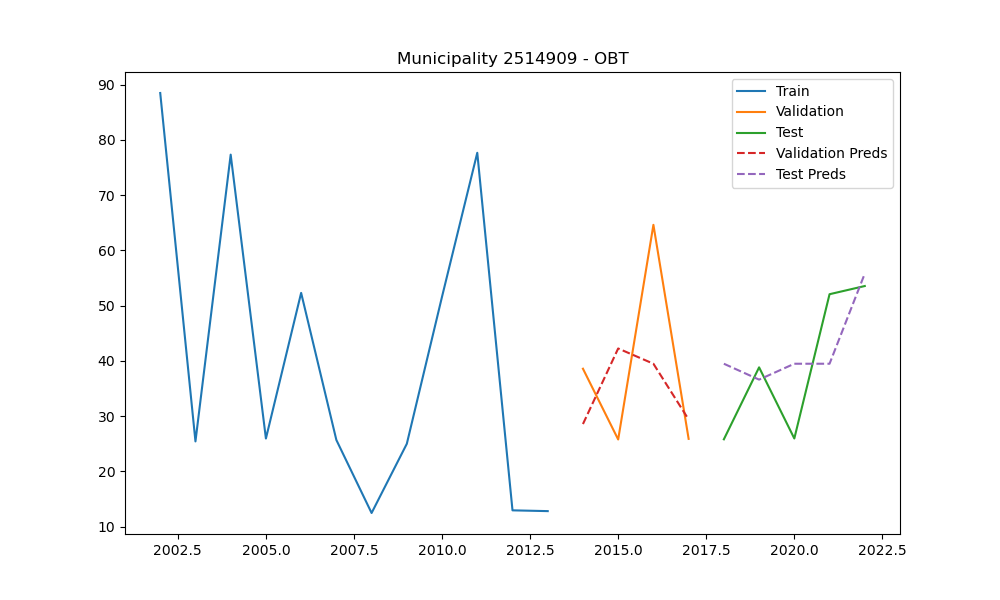 Municipality 2514909 - OBT
Train
Validation
Test
Validation Preds
Test Preds
90
80
70
60
50
40
30
20
10
2002.5 2005.0 2007.5 2010.0 2012.5 2015.0 2017.5 2020.0 2022.5